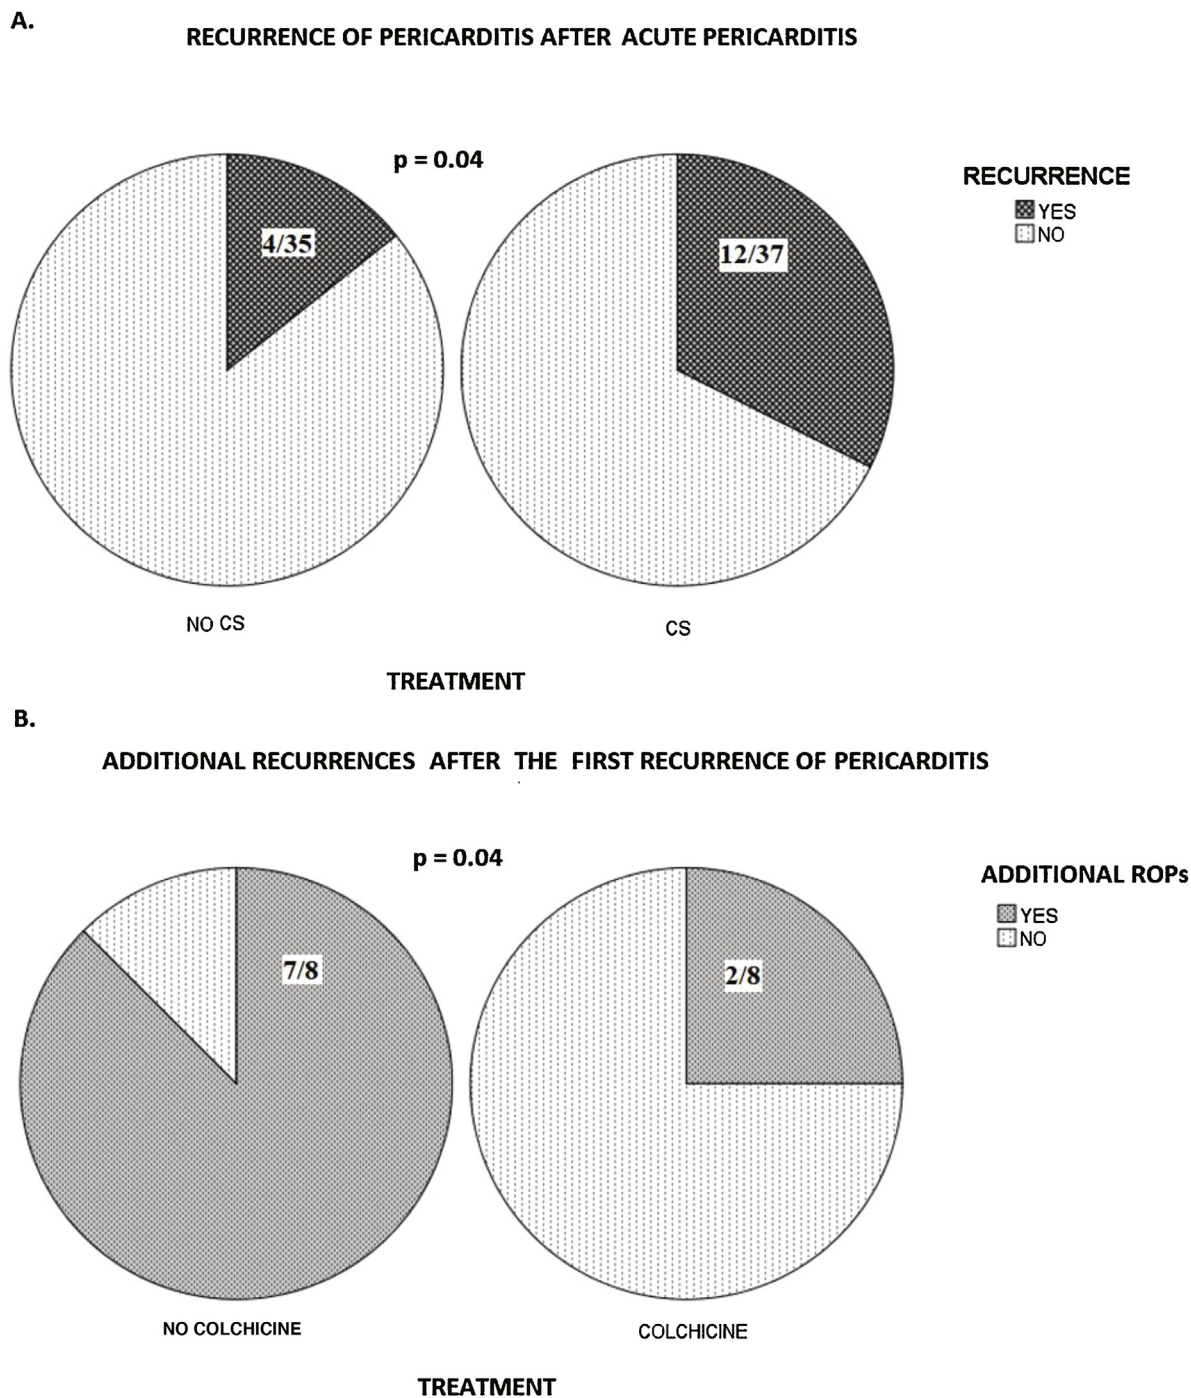 A.
RECURRENCE OF PERICARDITIS AFTER ACUTE PERICARDITIS
p = 0.04
RECURRENCE
YES
NO
4/35
12/37
NO CS
CS
TREATMENT
B.
ADDITIONAL RECURRENCES AFTER THE FIRST RECURRENCE OF PERICARDITIS
p = 0.04
ADDITIONAL ROPs
YES
NO
7/8
2/8
NO COLCHICINE
COLCHICINE
TREATMENT